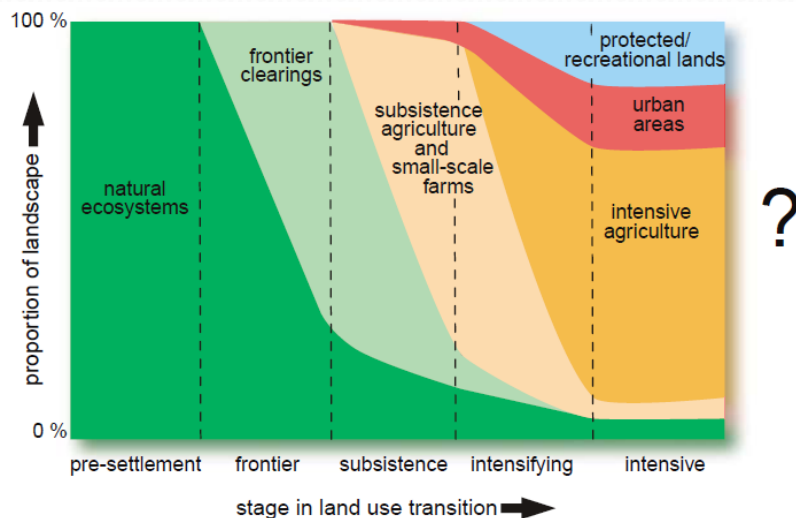 100 %
frontier
clearings
protected/
recreational lands
urban
areas
subsistence
agriculture
and
small-scale
farms
natural
ecosystems
intensive
agriculture
?
proportion of landscape
0 %
pre-settlement
frontier
subsistence
intensifying
intensive
stage in land use transition